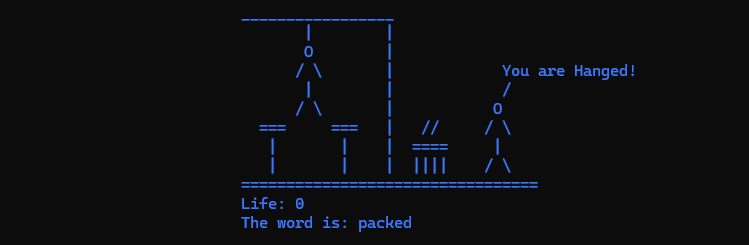 You are Hanged!
Life: 0
The word is: packed